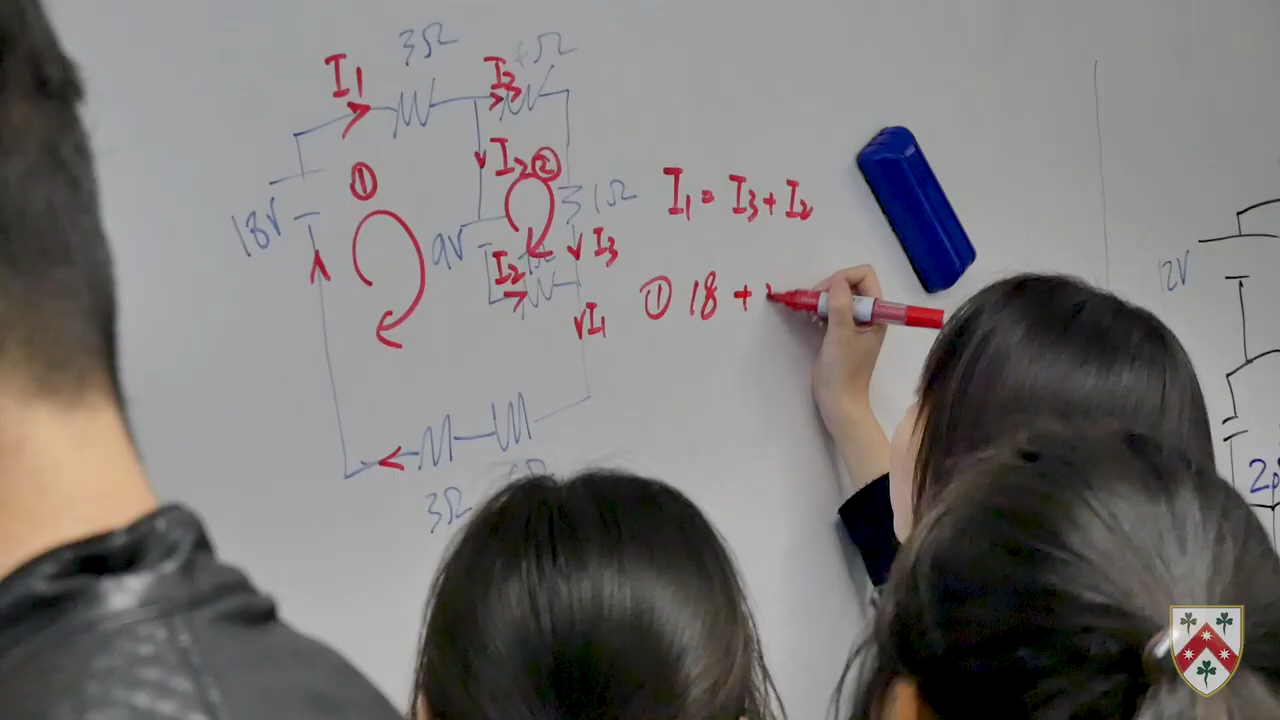 3Ω
I₁
I₃
18V
①
I₂ ②
1Ω
I₁ = I₃ + I₂
9V
I₂
I₃
① 18 +
I₁
3Ω
12V